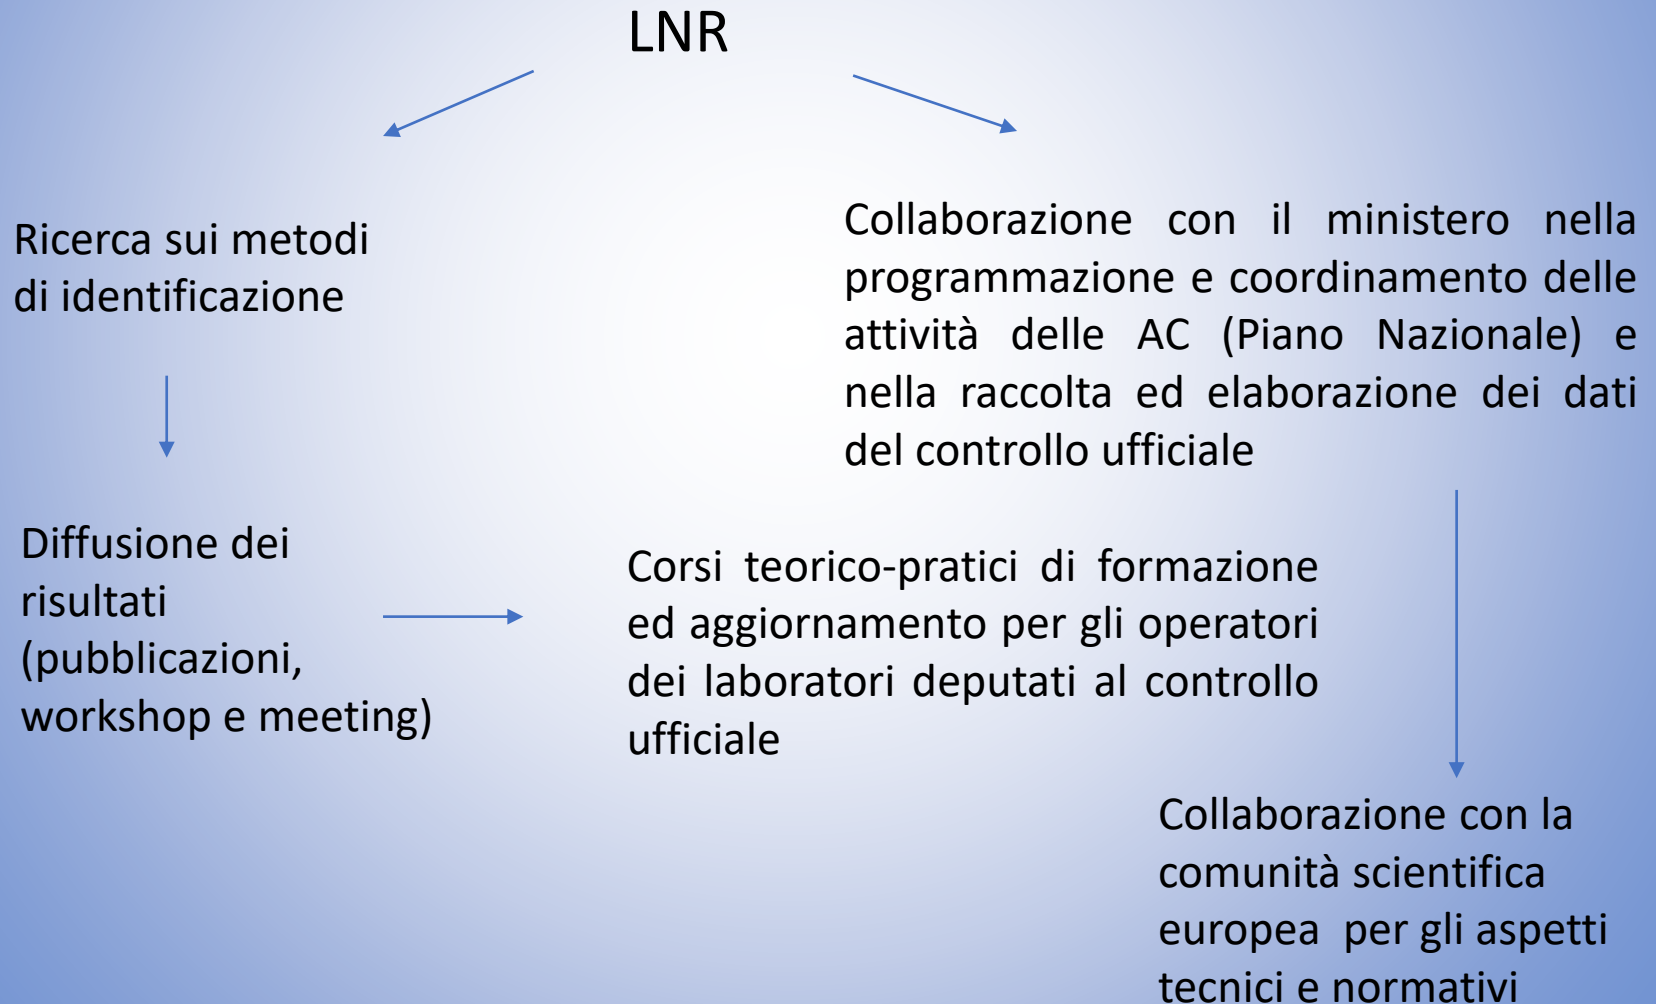 LNR
Ricerca sui metodi
di identificazione
Collaborazione con il ministero nella
programmazione e coordinamento delle
attività delle AC (Piano Nazionale) e
nella raccolta ed elaborazione dei dati
del controllo ufficiale
Diffusione dei
risultati
(pubblicazioni,
workshop e meeting)
Corsi teorico-pratici di formazione
ed aggiornamento per gli operatori
dei laboratori deputati al controllo
ufficiale
Collaborazione con la
comunità scientifica
europea  per gli aspetti
tecnici e normativi